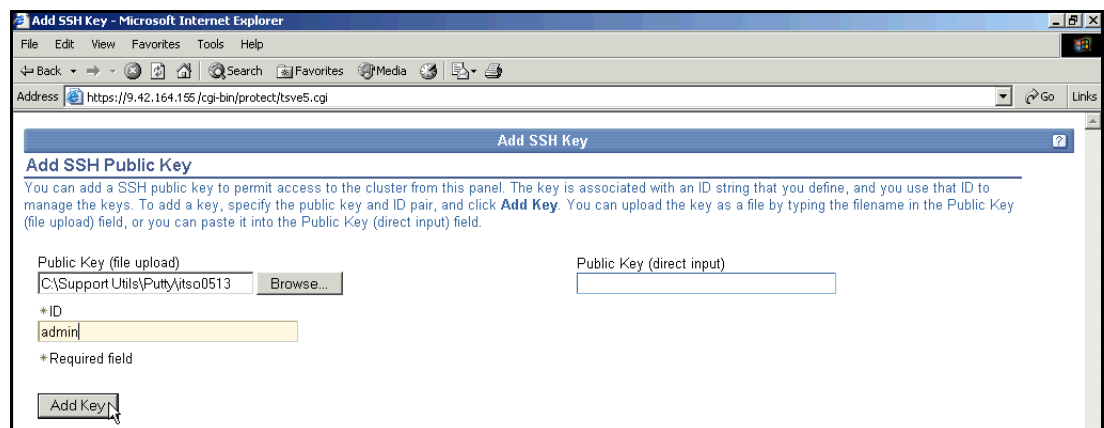 Add SSH Key - Microsoft Internet Explorer
File Edit View Favorites Tools Help
Back Search Favorites Media
Address https://9.42.164.155/cgi-bin/protect/tsve5.cgi Go Links
Add SSH Key ?
Add SSH Public Key
You can add a SSH public key to permit access to the cluster from this panel. The key is associated with an ID string that you define, and you use that ID to
manage the keys. To add a key, specify the public key and ID pair, and click Add Key. You can upload the key as a file by typing the filename in the Public Key
(file upload) field, or you can paste it into the Public Key (direct input) field.
Public Key (file upload) Public Key (direct input)
C:\Support Utils\Putty\itso0513 Browse...
*ID
admin
*Required field
Add Key